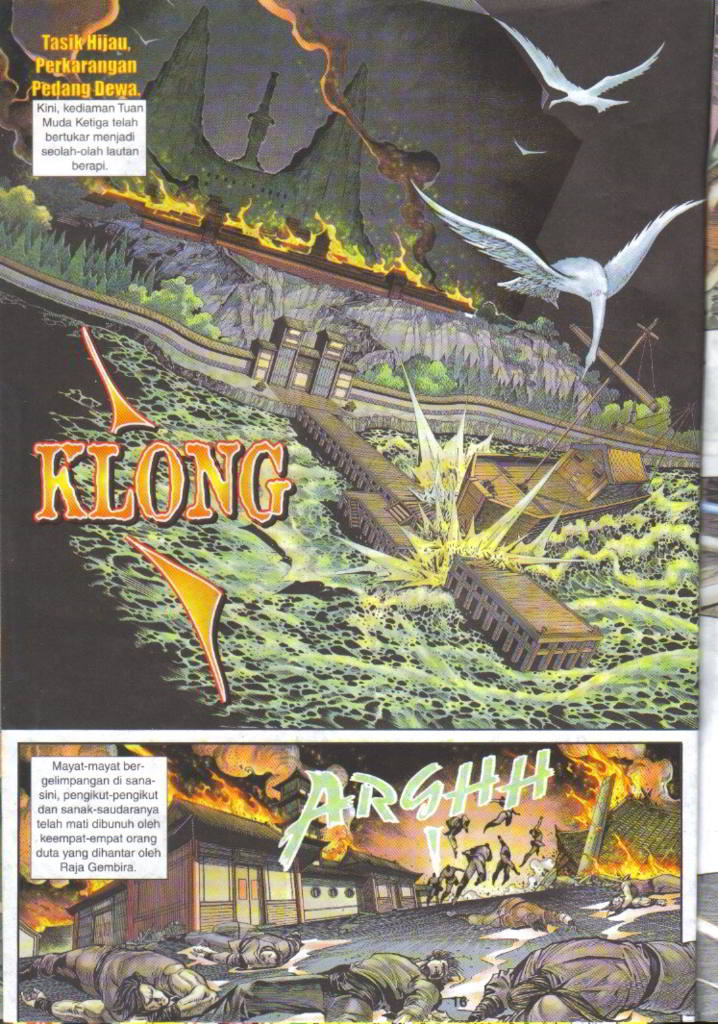 Tasik Hijau,
Perkarangan
Pedang Dewa.
Kini, kediaman Tuan
Muda Ketiga telah
bertukar menjadi
seolah-olah lautan
berapi.
KLONG
Mayat-mayat ber-
gelimpangan di sana-
sini, pengikut-pengikut
dan sanak-saudaranya
telah mati dibunuh oleh
keempat-empat orang
duta yang dihantar oleh
Raja Gembira.
ARGHH
!
16